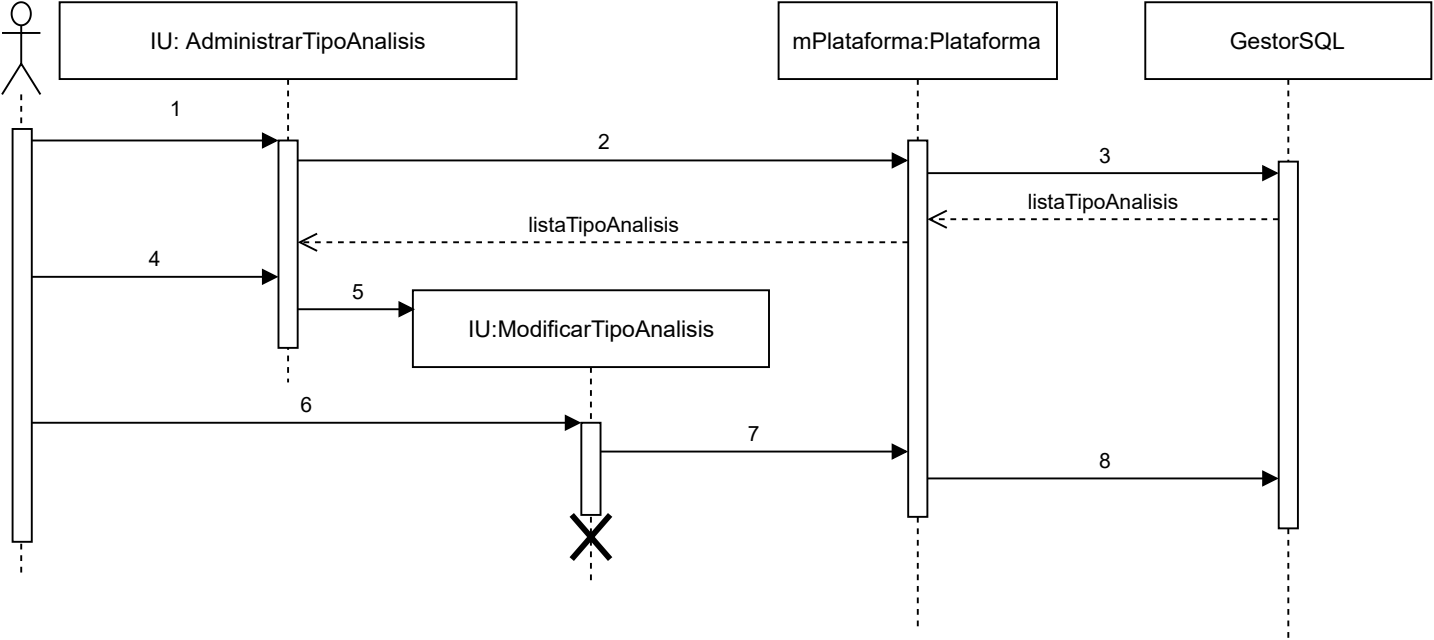 IU: AdministrarTipoAnalisis
mPlataforma:Plataforma
GestorSQL
1
2
3
listaTipoAnalisis
listaTipoAnalisis
4
5
IU:ModificarTipoAnalisis
6
7
8